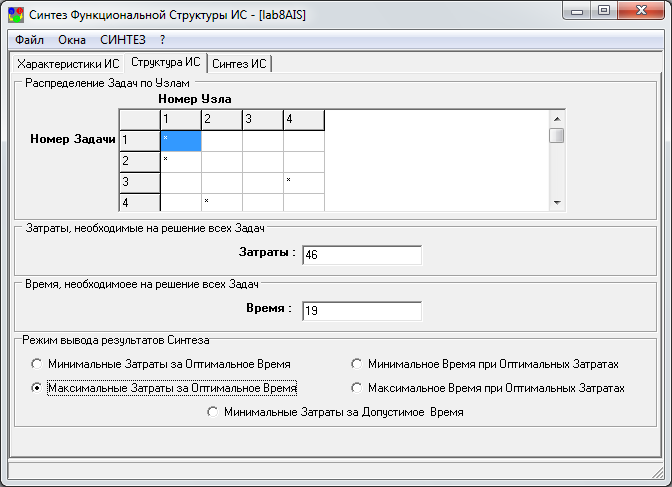 Синтез Функциональной Структуры ИС - [lab8AIS]
Файл Окна СИНТЕЗ ?
Характеристики ИС Структура ИС Синтез ИС
Распределение Задач по Узлам
Номер Узла
1 2 3 4
Номер Задачи 1 *
2 *
3 *
4 *
Затраты, необходимые на решение всех Задач
Затраты : 46
Время, необходимоее на решение всех Задач
Время : 19
Режим вывода результатов Синтеза
Минимальные Затраты за Оптимальное Время Минимальное Время при Оптимальных Затратах
Максимальные Затраты за Оптимальное Время Максимальное Время при Оптимальных Затратах
Минимальные Затраты за Допустимое Время